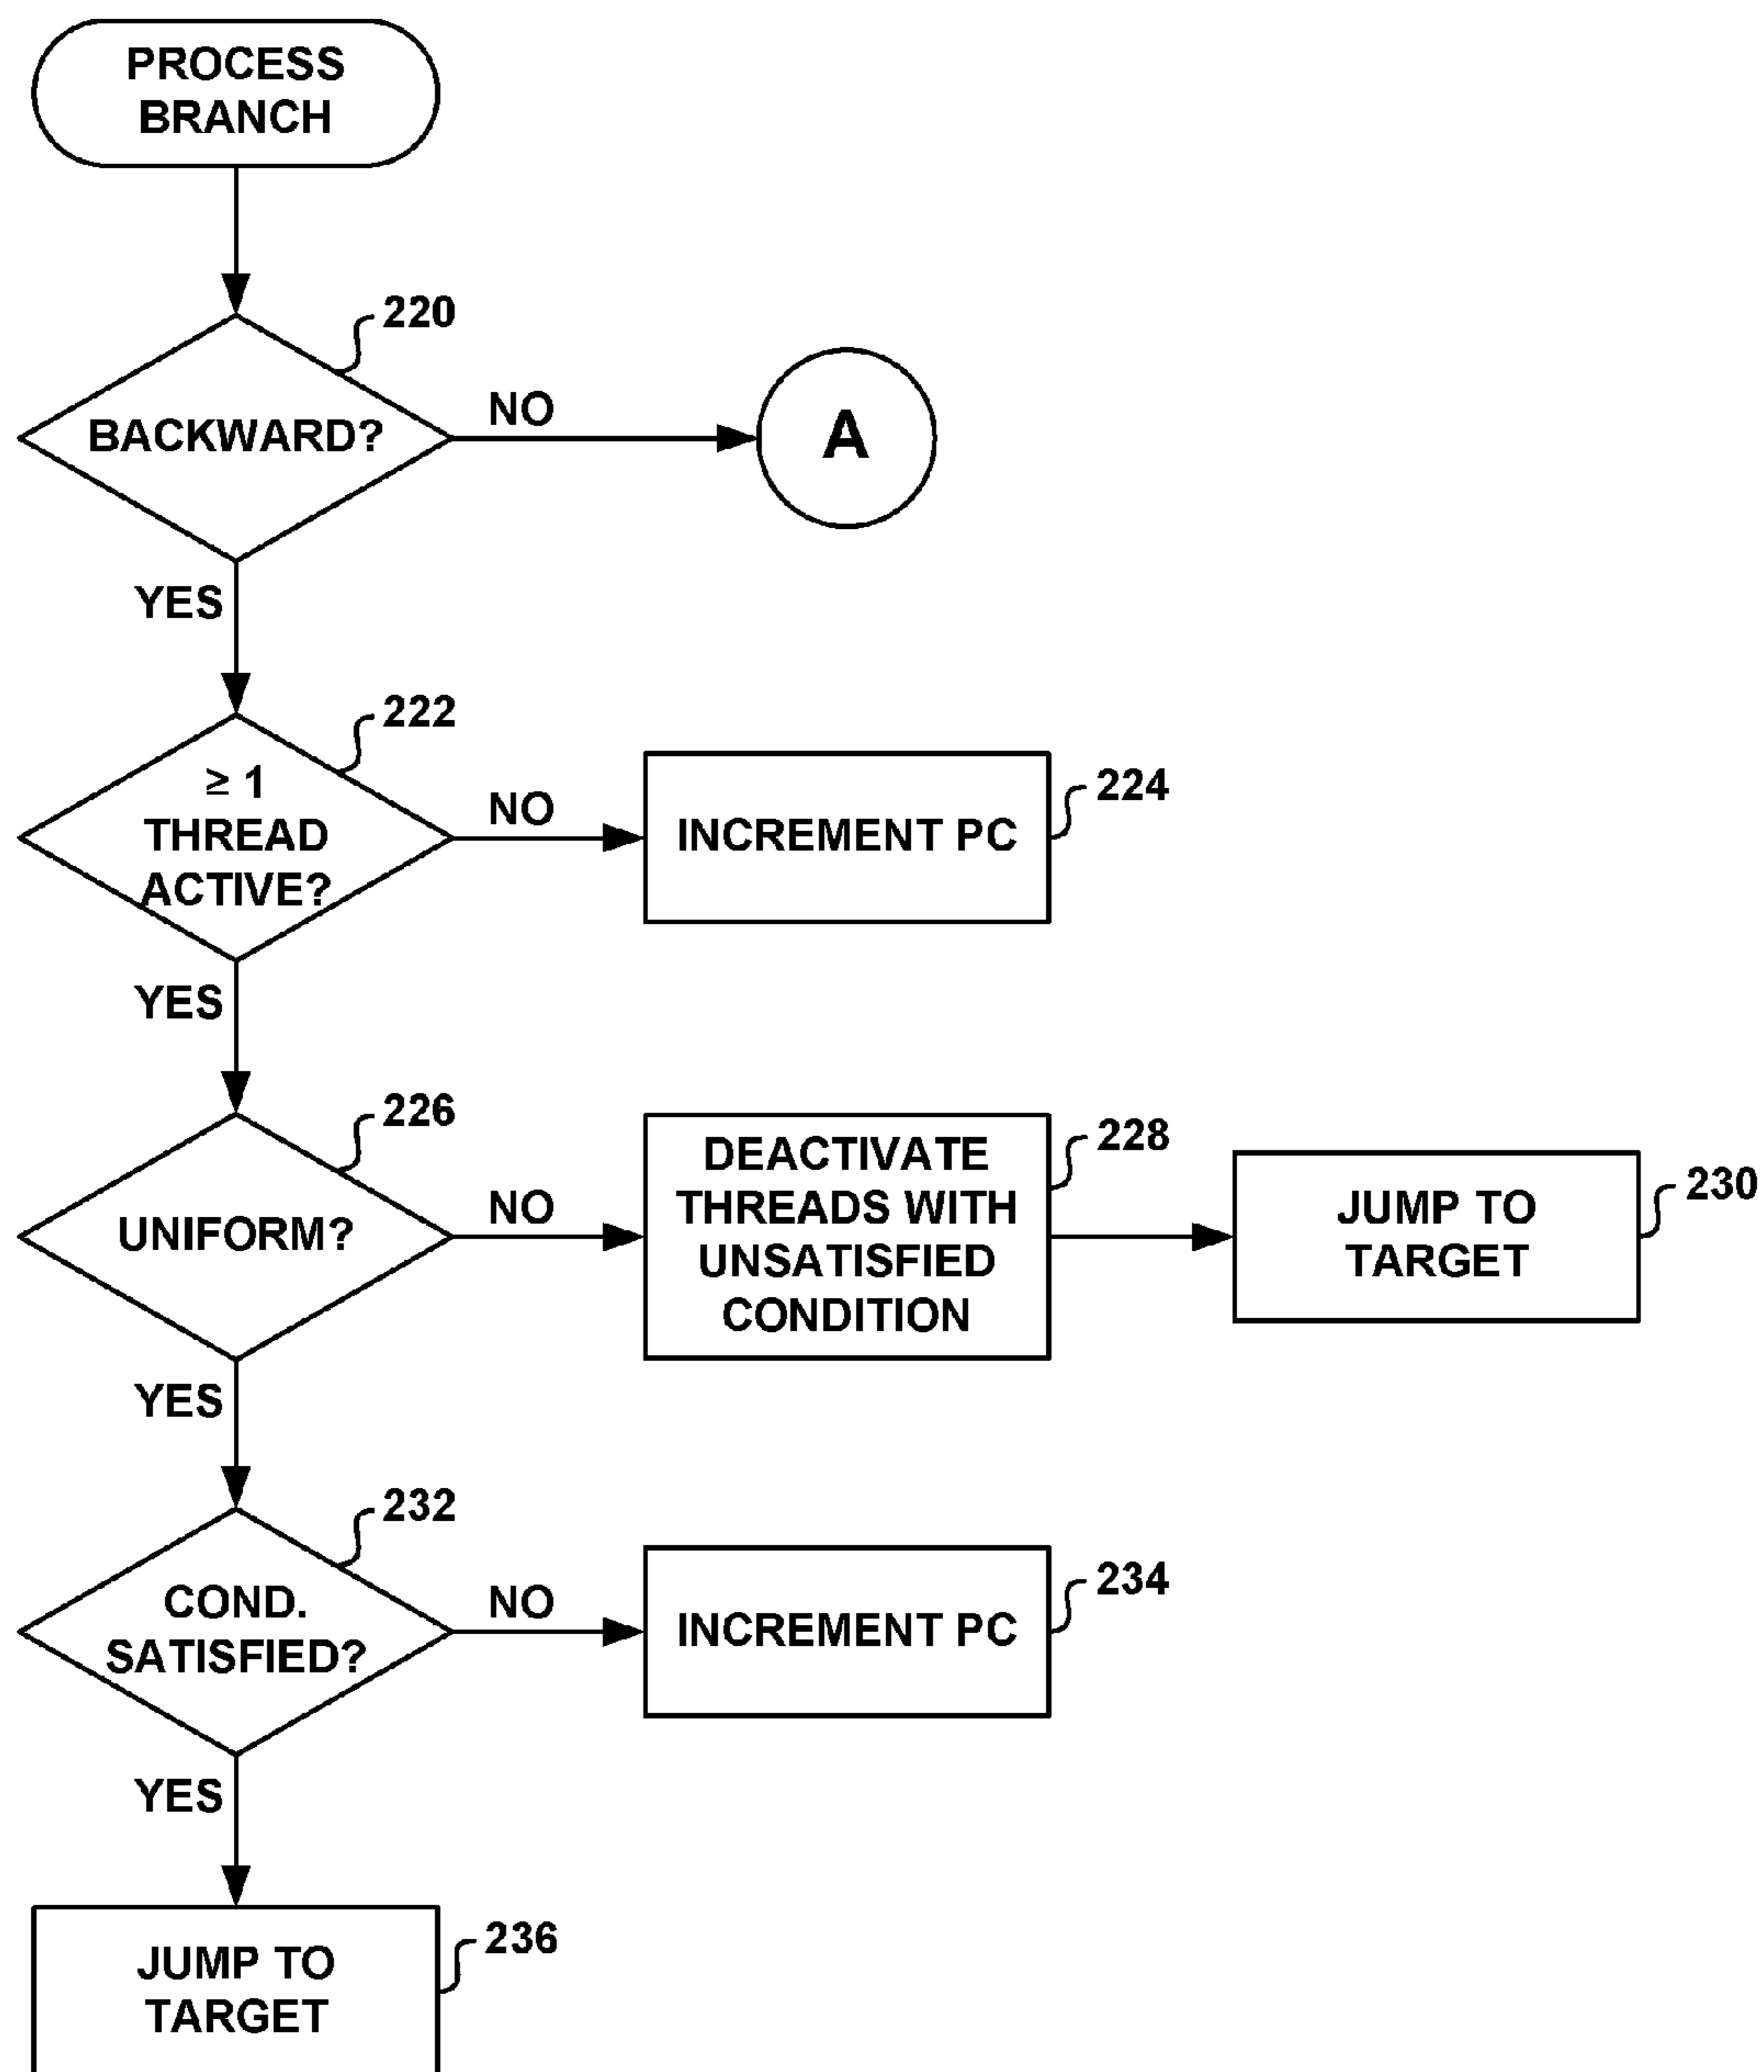 PROCESS
BRANCH
220
BACKWARD?
NO
A
YES
222
≥ 1
THREAD
ACTIVE?
NO
INCREMENT PC
224
YES
226
UNIFORM?
NO
DEACTIVATE
THREADS WITH
UNSATISFIED
CONDITION
228
JUMP TO
TARGET
230
YES
232
COND.
SATISFIED?
NO
INCREMENT PC
234
YES
JUMP TO
TARGET
236